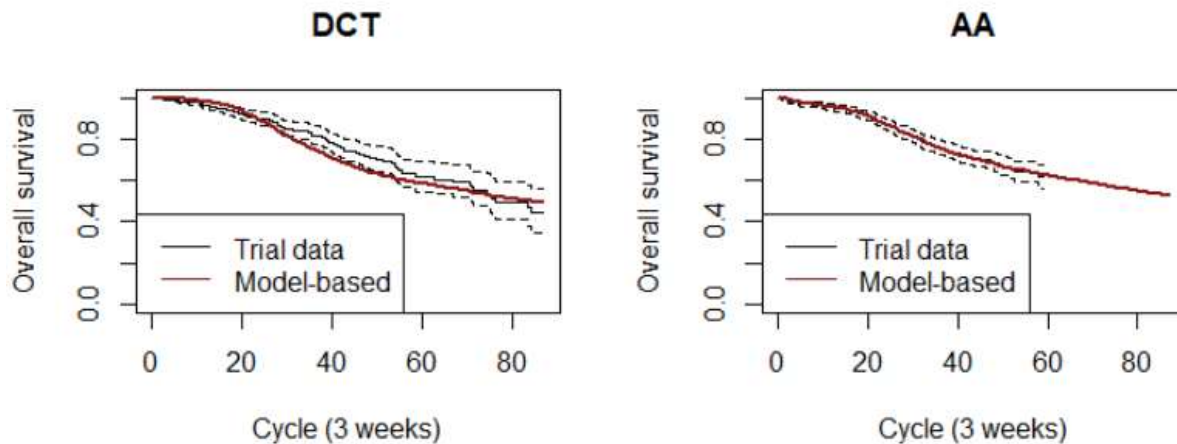 DCT
Overall survival
0.0 0.4 0.8
Trial data
Model-based
0 20 40 60 80
Cycle (3 weeks)
AA
Overall survival
0.0 0.4 0.8
Trial data
Model-based
0 20 40 60 80
Cycle (3 weeks)